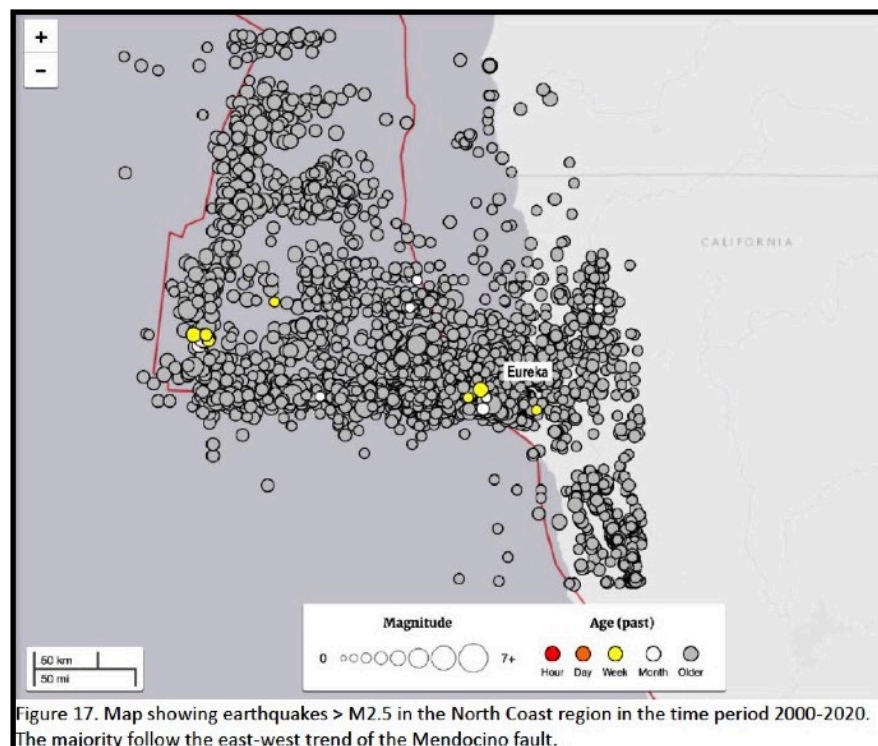 +
−
CALIFORNIA
Eureka
Magnitude
0 7+
Age (past)
Hour Day Week Month Older
50 km
50 mi
Figure 17. Map showing earthquakes > M2.5 in the North Coast region in the time period 2000-2020.
The majority follow the east-west trend of the Mendocino fault.